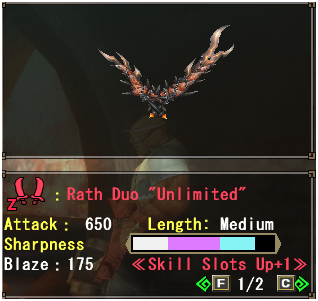 Z : Rath Duo "Unlimited"
Attack : 650 Length: Medium
Sharpness
Blaze : 175 ≪Skill Slots Up+1≫
F 1/2 C